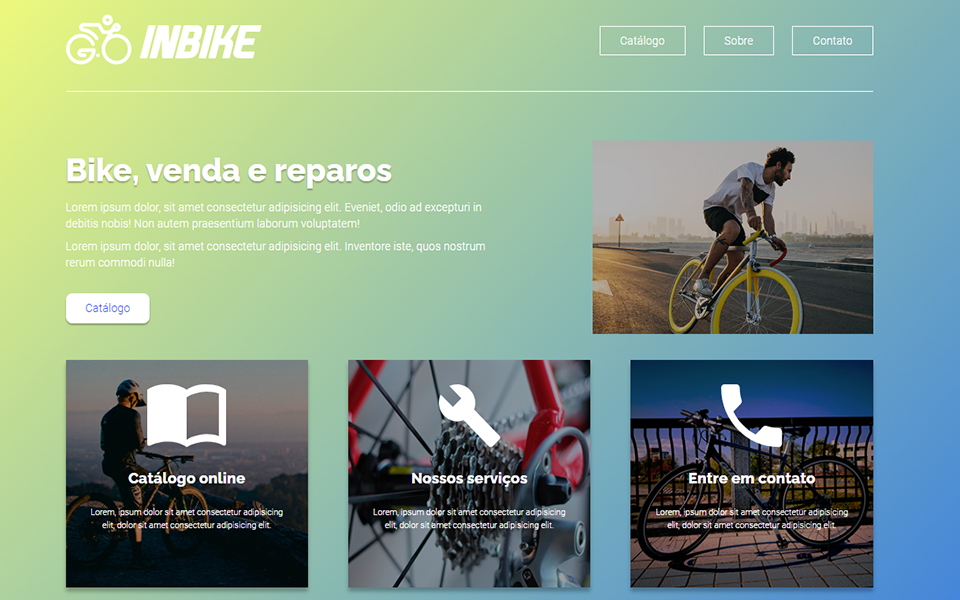 INBIKE
Catálogo
Sobre
Contato
Bike, venda e reparos
Lorem ipsum dolor, sit amet consectetur adipisicing elit. Eveniet, odio ad excepturi in
debitis nobis! Non autem praesentium laborum voluptatem!
Lorem ipsum dolor, sit amet consectetur adipisicing elit. Inventore iste, quos nostrum
rerum commodi nulla!
Catálogo
Catálogo online
Lorem, ipsum dolor sit amet consectetur adipisicing
elit, dolor sit amet consectetur adipisicing elit.
Nossos serviços
Lorem, ipsum dolor sit amet consectetur adipisicing
elit, dolor sit amet consectetur adipisicing elit.
Entre em contato
Lorem, ipsum dolor sit amet consectetur adipisicing
elit, dolor sit amet consectetur adipisicing elit.